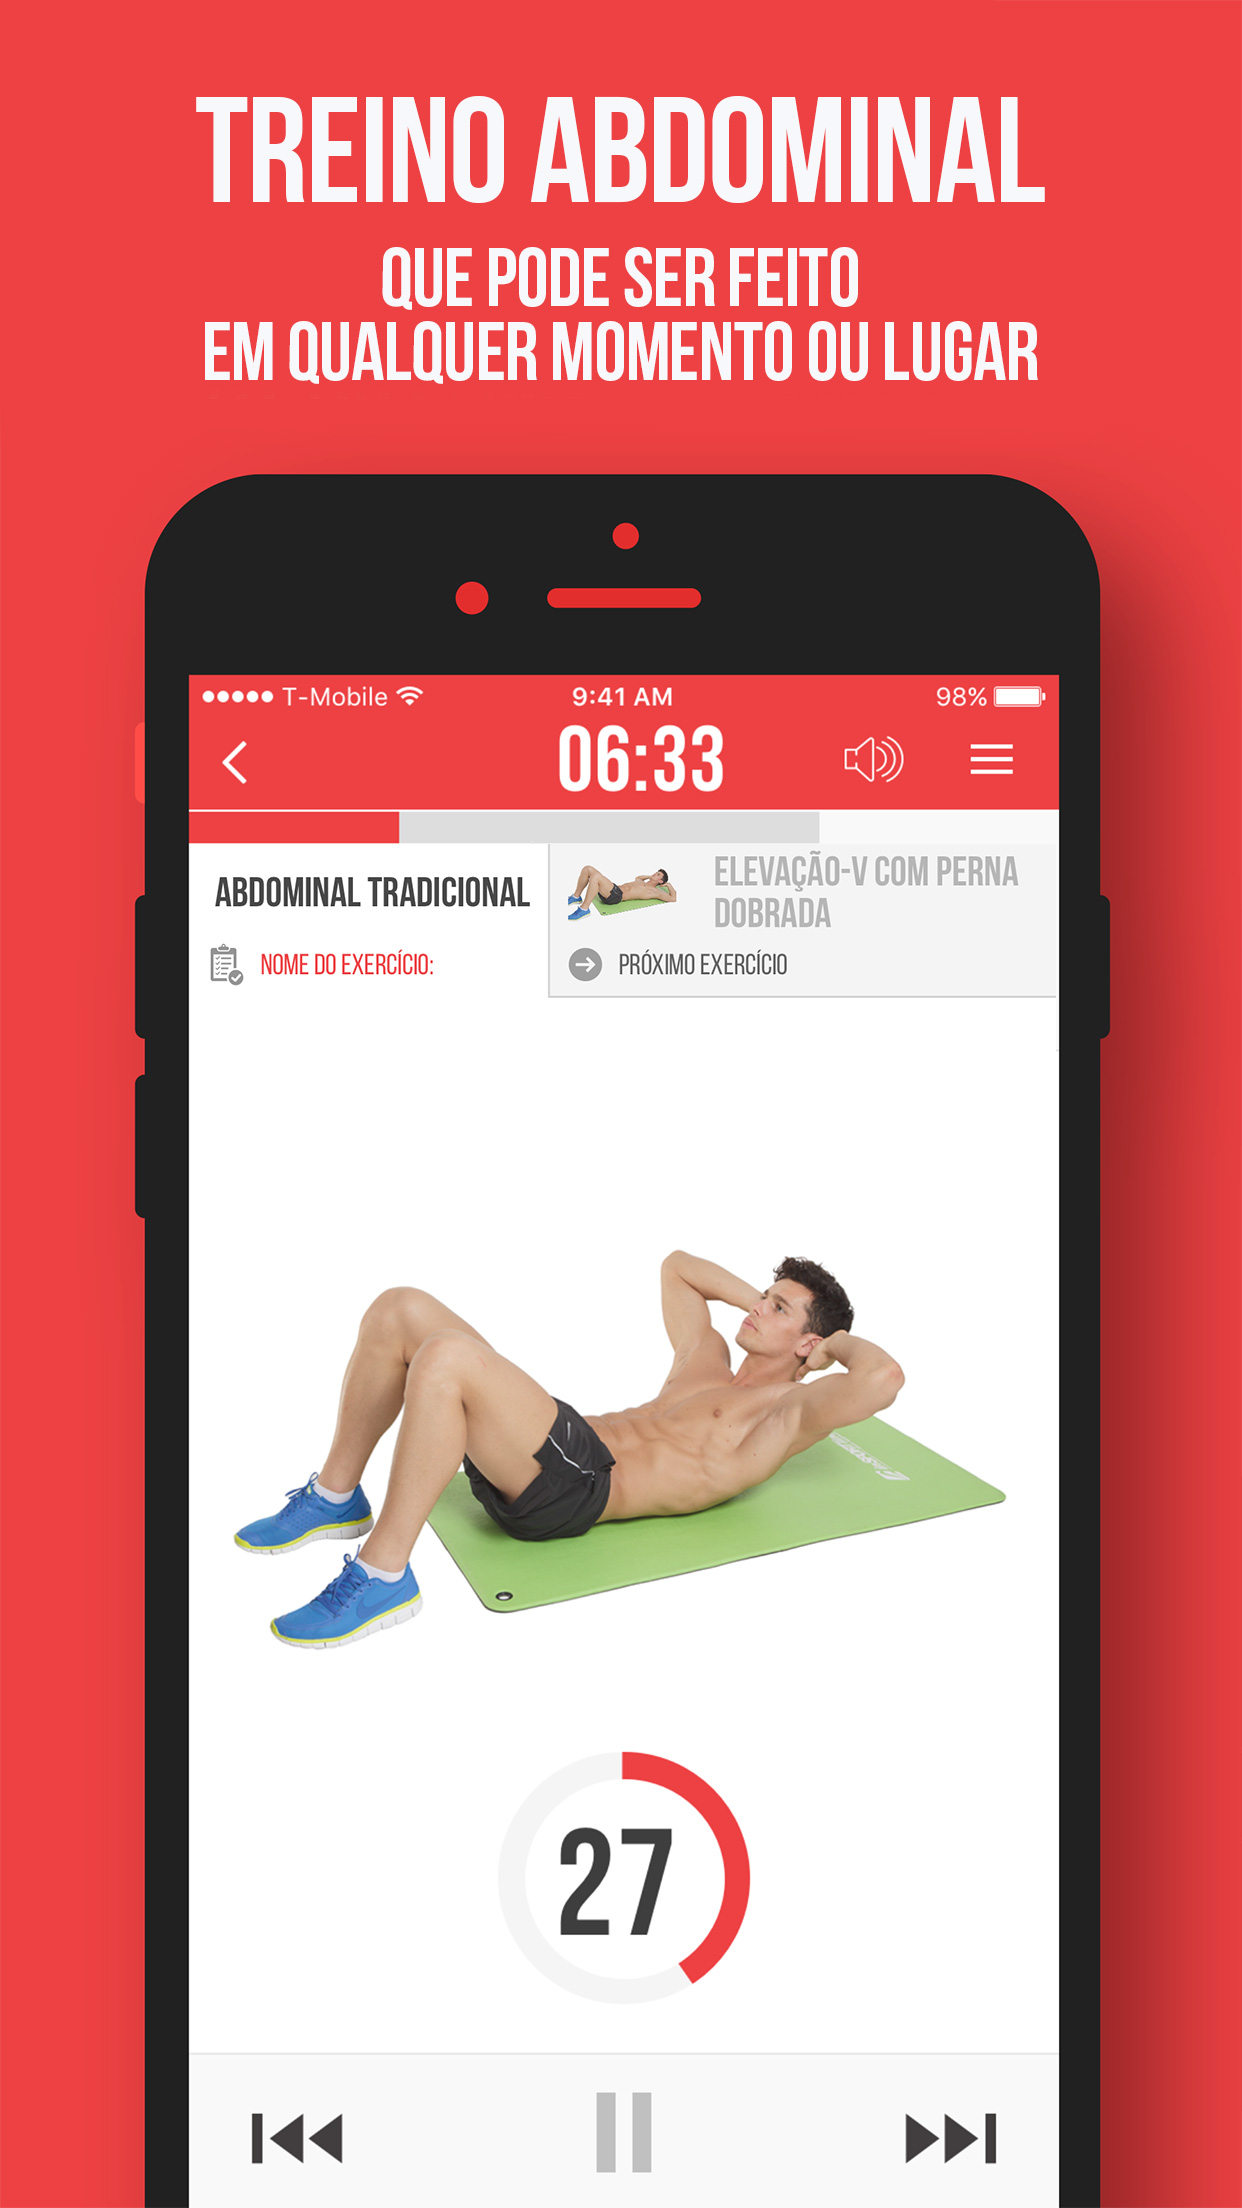 TREINO ABDOMINAL
QUE PODE SER FEITO
EM QUALQUER MOMENTO OU LUGAR
T-Mobile 9:41 AM 98%
06:33
ABDOMINAL TRADICIONAL
NOME DO EXERCÍCIO:
ELEVAÇÃO-V COM PERNA
DOBRADA
PRÓXIMO EXERCÍCIO
27